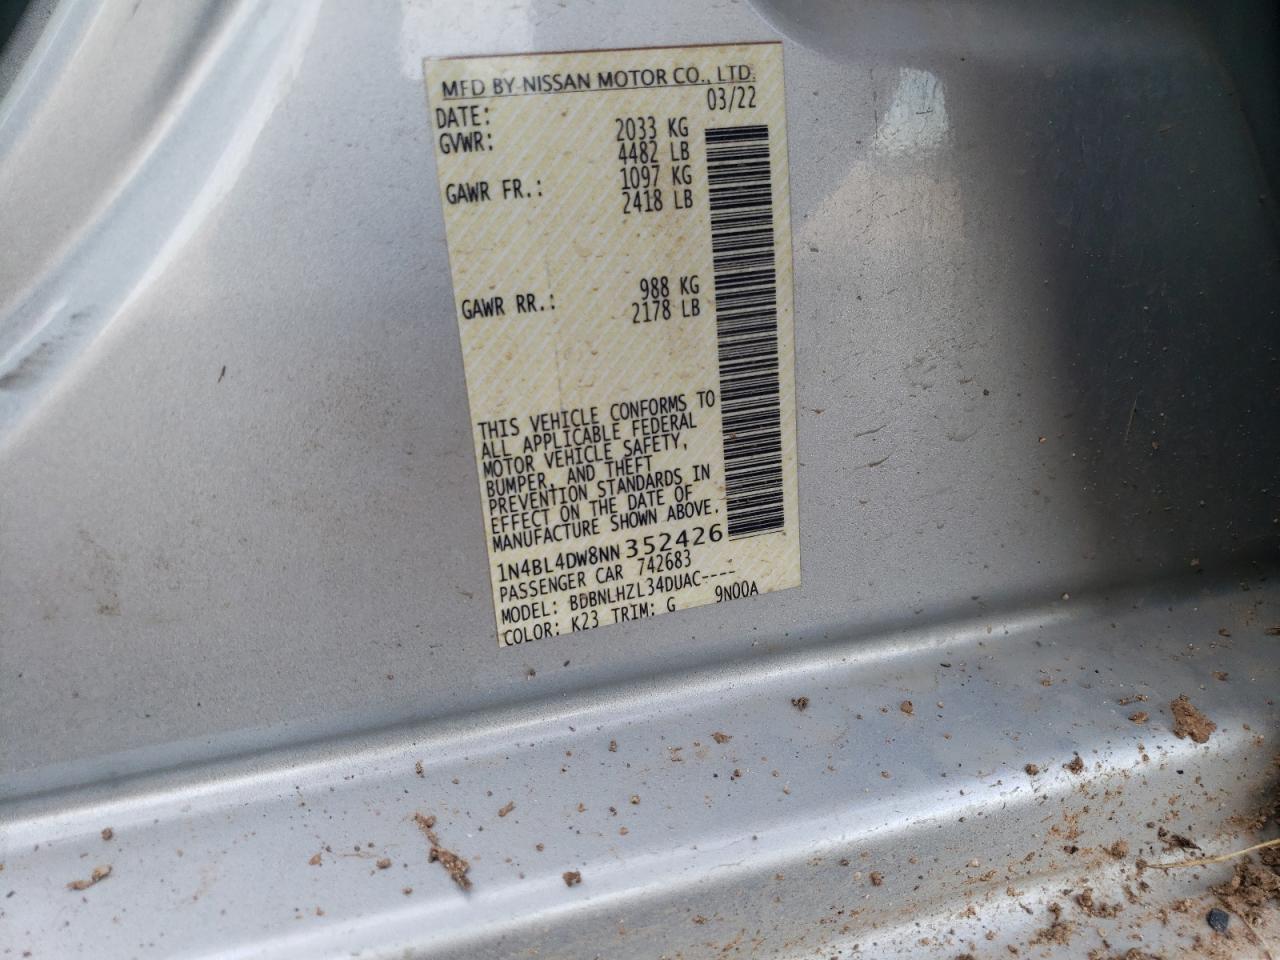 MFD BY NISSAN MOTOR CO., LTD.
DATE: 03/22
GVWR: 2033 KG
4482 LB
GAWR FR.: 1097 KG
2418 LB
GAWR RR.: 988 KG
2178 LB
THIS VEHICLE CONFORMS TO
ALL APPLICABLE FEDERAL
MOTOR VEHICLE SAFETY,
BUMPER, AND THEFT
PREVENTION STANDARDS IN
EFFECT ON THE DATE OF
MANUFACTURE SHOWN ABOVE.
1N4BL4DW8NN352426
PASSENGER CAR 742683
MODEL: BDBNLHZL34DUAC----
COLOR: K23 TRIM: G 9N00A